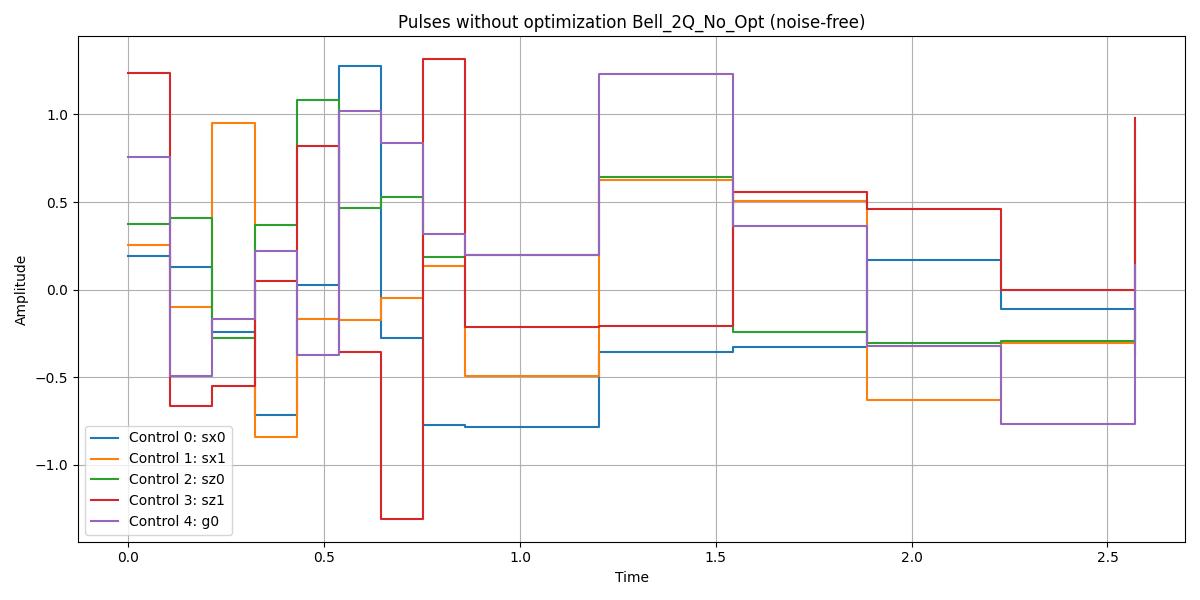 Pulses without optimization Bell_2Q_No_Opt (noise-free)
1.0
0.5
0.0
−0.5
−1.0
Amplitude
Control 0: sx0
Control 1: sx1
Control 2: sz0
Control 3: sz1
Control 4: g0
0.0 0.5 1.0 1.5 2.0 2.5
Time